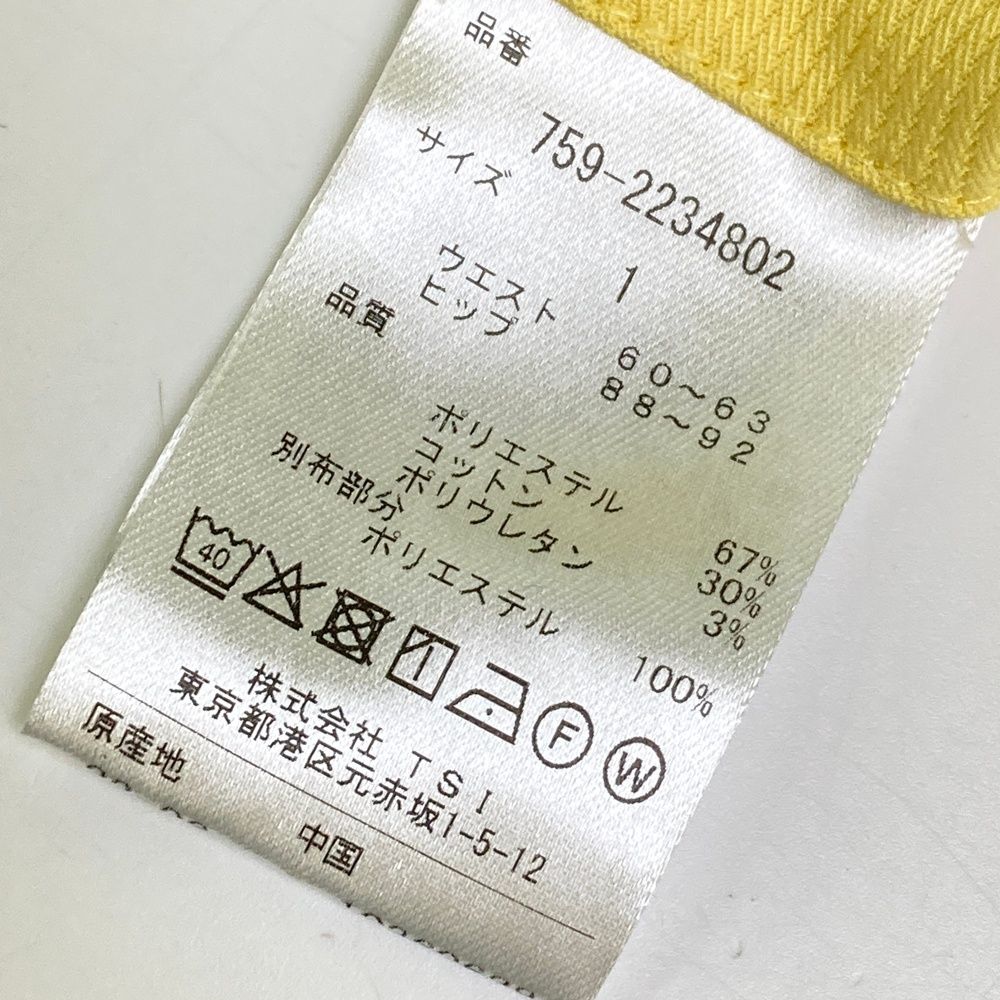 品番
759-2234802
サイズ
1
ウエスト 60〜63
ヒップ 88〜92
品質
ポリエステル 67%
コットン 30%
ポリウレタン 3%
別布部分
ポリエステル 100%
40
F W
株式会社 TSI
東京都港区元赤坂1-5-12
原産地
中国